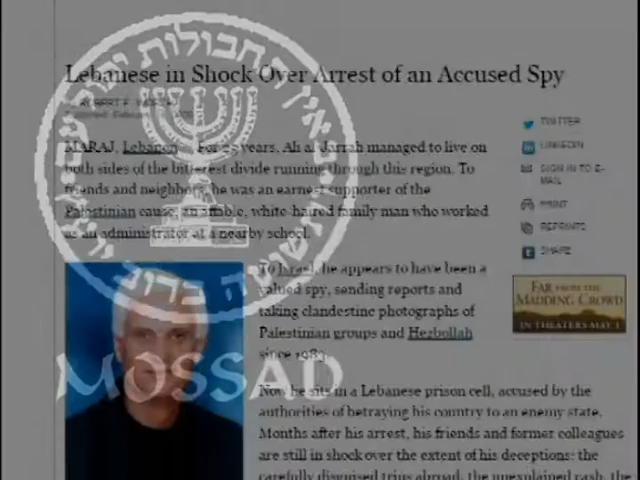 Lebanese in Shock Over Arrest of an Accused Spy
MARAJ, Lebanon — For 25 years, Ali al-Jarrah managed to live on
both sides of the bitterest divide running through this region. To
friends and neighbors, he was an earnest supporter of the
Palestinian cause, an affable, white-haired family man who worked
as an administrator at a nearby school.
To Israel, he appears to have been a
valued spy, sending reports and
taking clandestine photographs of
Palestinian groups and Hezbollah
since 1983.
Now he sits in a Lebanese prison cell, accused by the
authorities of betraying his country to an enemy state.
Months after his arrest, his friends and former colleagues
are still in shock over the extent of his deceptions: the
carefully disguised trips abroad, the unexplained cash, the
TWITTER
LINKEDIN
SIGN IN TO E-
MAIL
PRINT
REPRINTS
SHARE
FAR FROM THE
MADDING CROWD
IN THEATERS MAY 1
MOSSAD